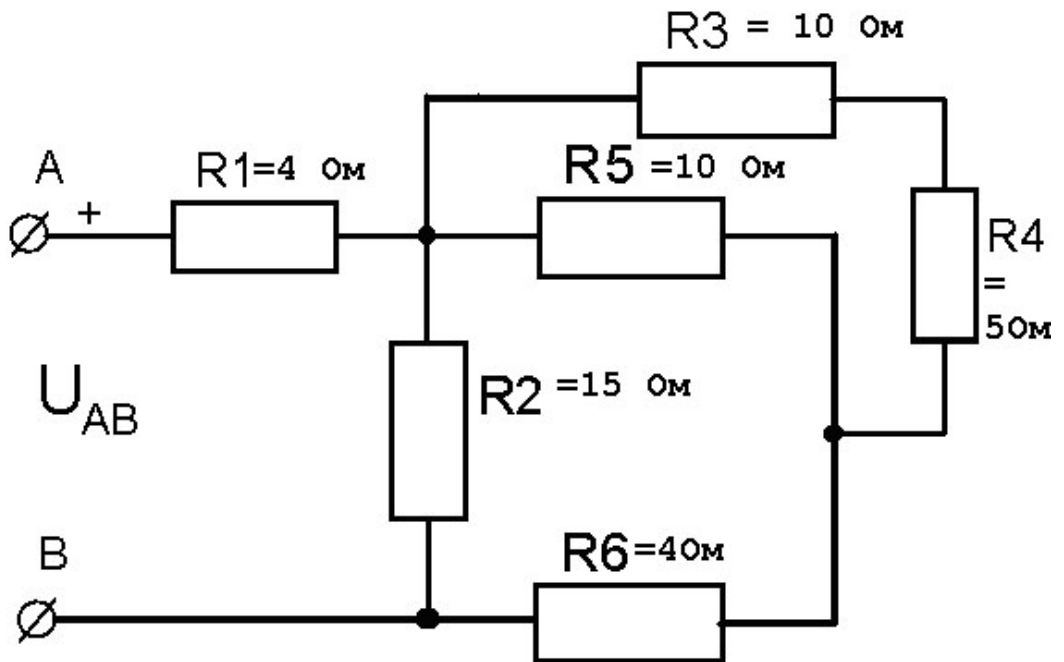 R3 = 10 Ом
A
+
R1=4 Ом
R5=10 Ом
R4
=
5Ом
U_AB
R2=15 Ом
B
R6=4Ом